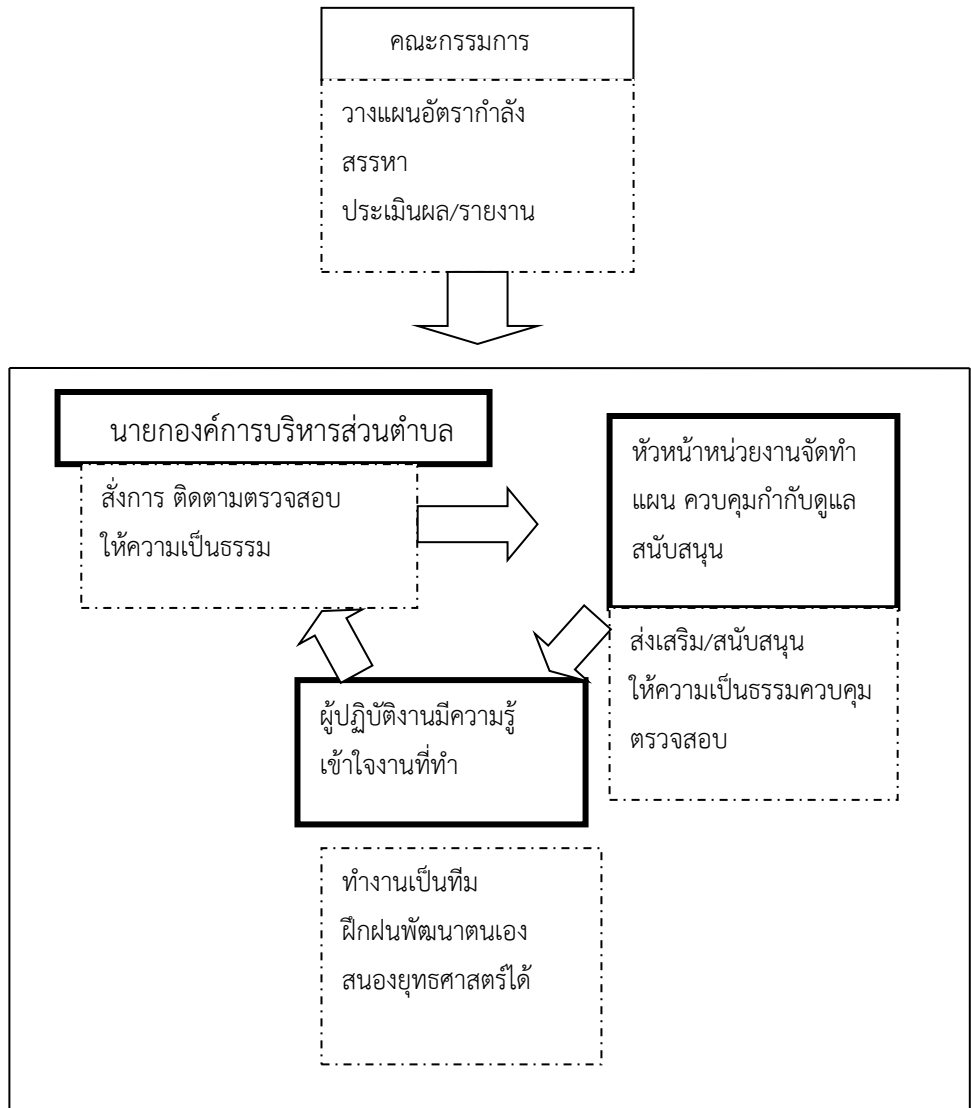 คณะกรรมการ
วางแผนอัตรากำลัง
สรรหา
ประเมินผล/รายงาน
นายกองค์การบริหารส่วนตำบล
สั่งการ ติดตามตรวจสอบ
ให้ความเป็นธรรม
หัวหน้าหน่วยงานจัดทำ
แผน ควบคุมกำกับดูแล
สนับสนุน
ส่งเสริม/สนับสนุน
ให้ความเป็นธรรมควบคุม
ตรวจสอบ
ผู้ปฏิบัติงานมีความรู้
เข้าใจงานที่ทำ
ทำงานเป็นทีม
ฝึกฝนพัฒนาตนเอง
สนองยุทธศาสตร์ได้